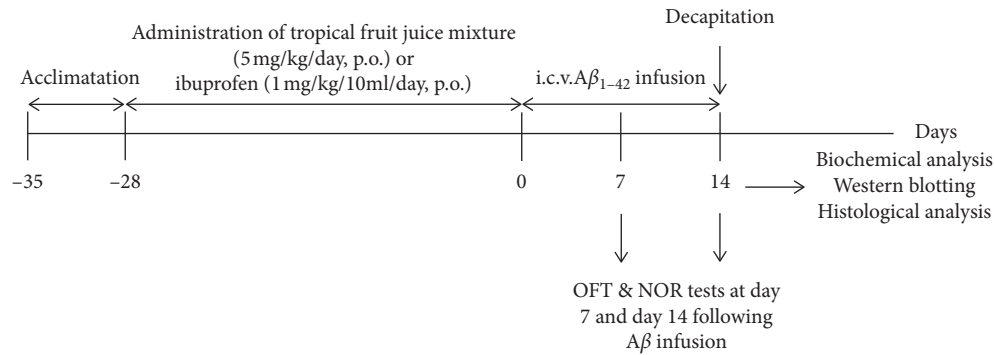 Decapitation
Administration of tropical fruit juice mixture
(5 mg/kg/day, p.o.) or
ibuprofen (1 mg/kg/10ml/day, p.o.)
Acclimatation
i.c.v.Aβ₁₋₄₂ infusion
Days
–35
–28
0
7
14
Biochemical analysis
Western blotting
Histological analysis
OFT & NOR tests at day
7 and day 14 following
Aβ infusion